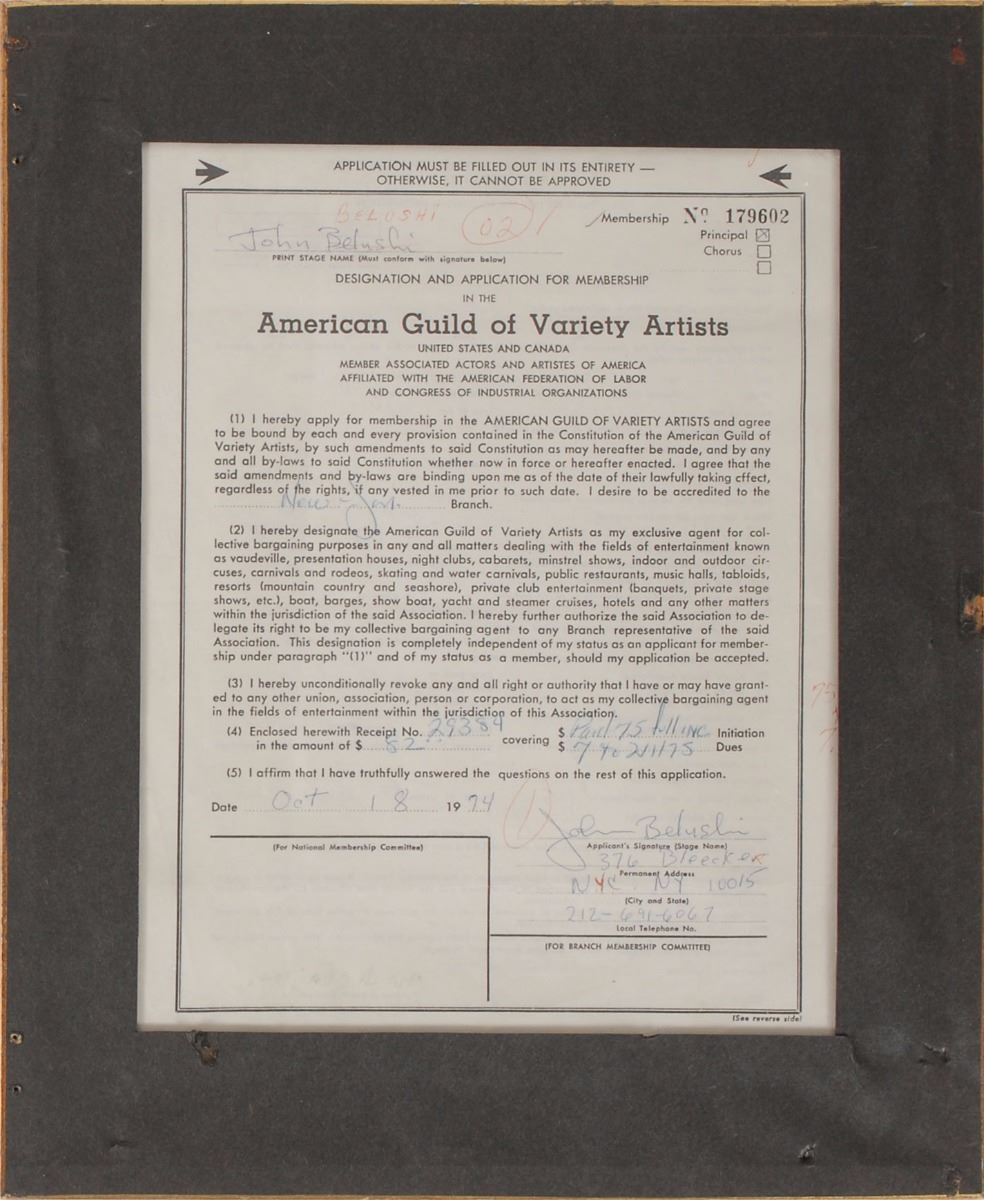 APPLICATION MUST BE FILLED OUT IN ITS ENTIRETY —
OTHERWISE, IT CANNOT BE APPROVED
BELUSHI 02
Membership No 179602
John Belushi
Principal
Chorus
PRINT STAGE NAME (Must conform with signature below)
DESIGNATION AND APPLICATION FOR MEMBERSHIP
IN THE
American Guild of Variety Artists
UNITED STATES AND CANADA
MEMBER ASSOCIATED ACTORS AND ARTISTES OF AMERICA
AFFILIATED WITH THE AMERICAN FEDERATION OF LABOR
AND CONGRESS OF INDUSTRIAL ORGANIZATIONS
(1) I hereby apply for membership in the AMERICAN GUILD OF VARIETY ARTISTS and agree
to be bound by each and every provision contained in the Constitution of the American Guild of
Variety Artists, by such amendments to said Constitution as may hereafter be made, and by any
and all by-laws to said Constitution whether now in force or hereafter enacted. I agree that the
said amendments and by-laws are binding upon me as of the date of their lawfully taking effect,
regardless of the rights, if any vested in me prior to such date. I desire to be accredited to the
New-York Branch.
(2) I hereby designate the American Guild of Variety Artists as my exclusive agent for col-
lective bargaining purposes in any and all matters dealing with the fields of entertainment known
as vaudeville, presentation houses, night clubs, cabarets, minstrel shows, indoor and outdoor cir-
cuses, carnivals and rodeos, skating and water carnivals, public restaurants, music halls, tabloids,
resorts (mountain country and seashore), private club entertainment (banquets, private stage
shows, etc.), boat, barges, show boat, yacht and steamer cruises, hotels and any other matters
within the jurisdiction of the said Association. I hereby further authorize the said Association to de-
legate its right to be my collective bargaining agent to any Branch representative of the said
Association. This designation is completely independent of my status as an applicant for member-
ship under paragraph "(1)" and of my status as a member, should my application be accepted.
(3) I hereby unconditionally revoke any and all right or authority that I have or may have grant-
ed to any other union, association, person or corporation, to act as my collective bargaining agent
in the fields of entertainment within the jurisdiction of this Association.
(4) Enclosed herewith Receipt No. 29384 covering $ Paid 75 full INC Initiation
in the amount of $ 82 $ 7 to 2/1/75 Dues
(5) I affirm that I have truthfully answered the questions on the rest of this application.
Date Oct 18 1974
John Belushi
(For National Membership Committee)
Applicant's Signature (Stage Name)
376 Bleecker
Permanent Address
NYC NY 10015
(City and State)
212-691-6067
Local Telephone No.
(FOR BRANCH MEMBERSHIP COMMITTEE)
(See reverse side)